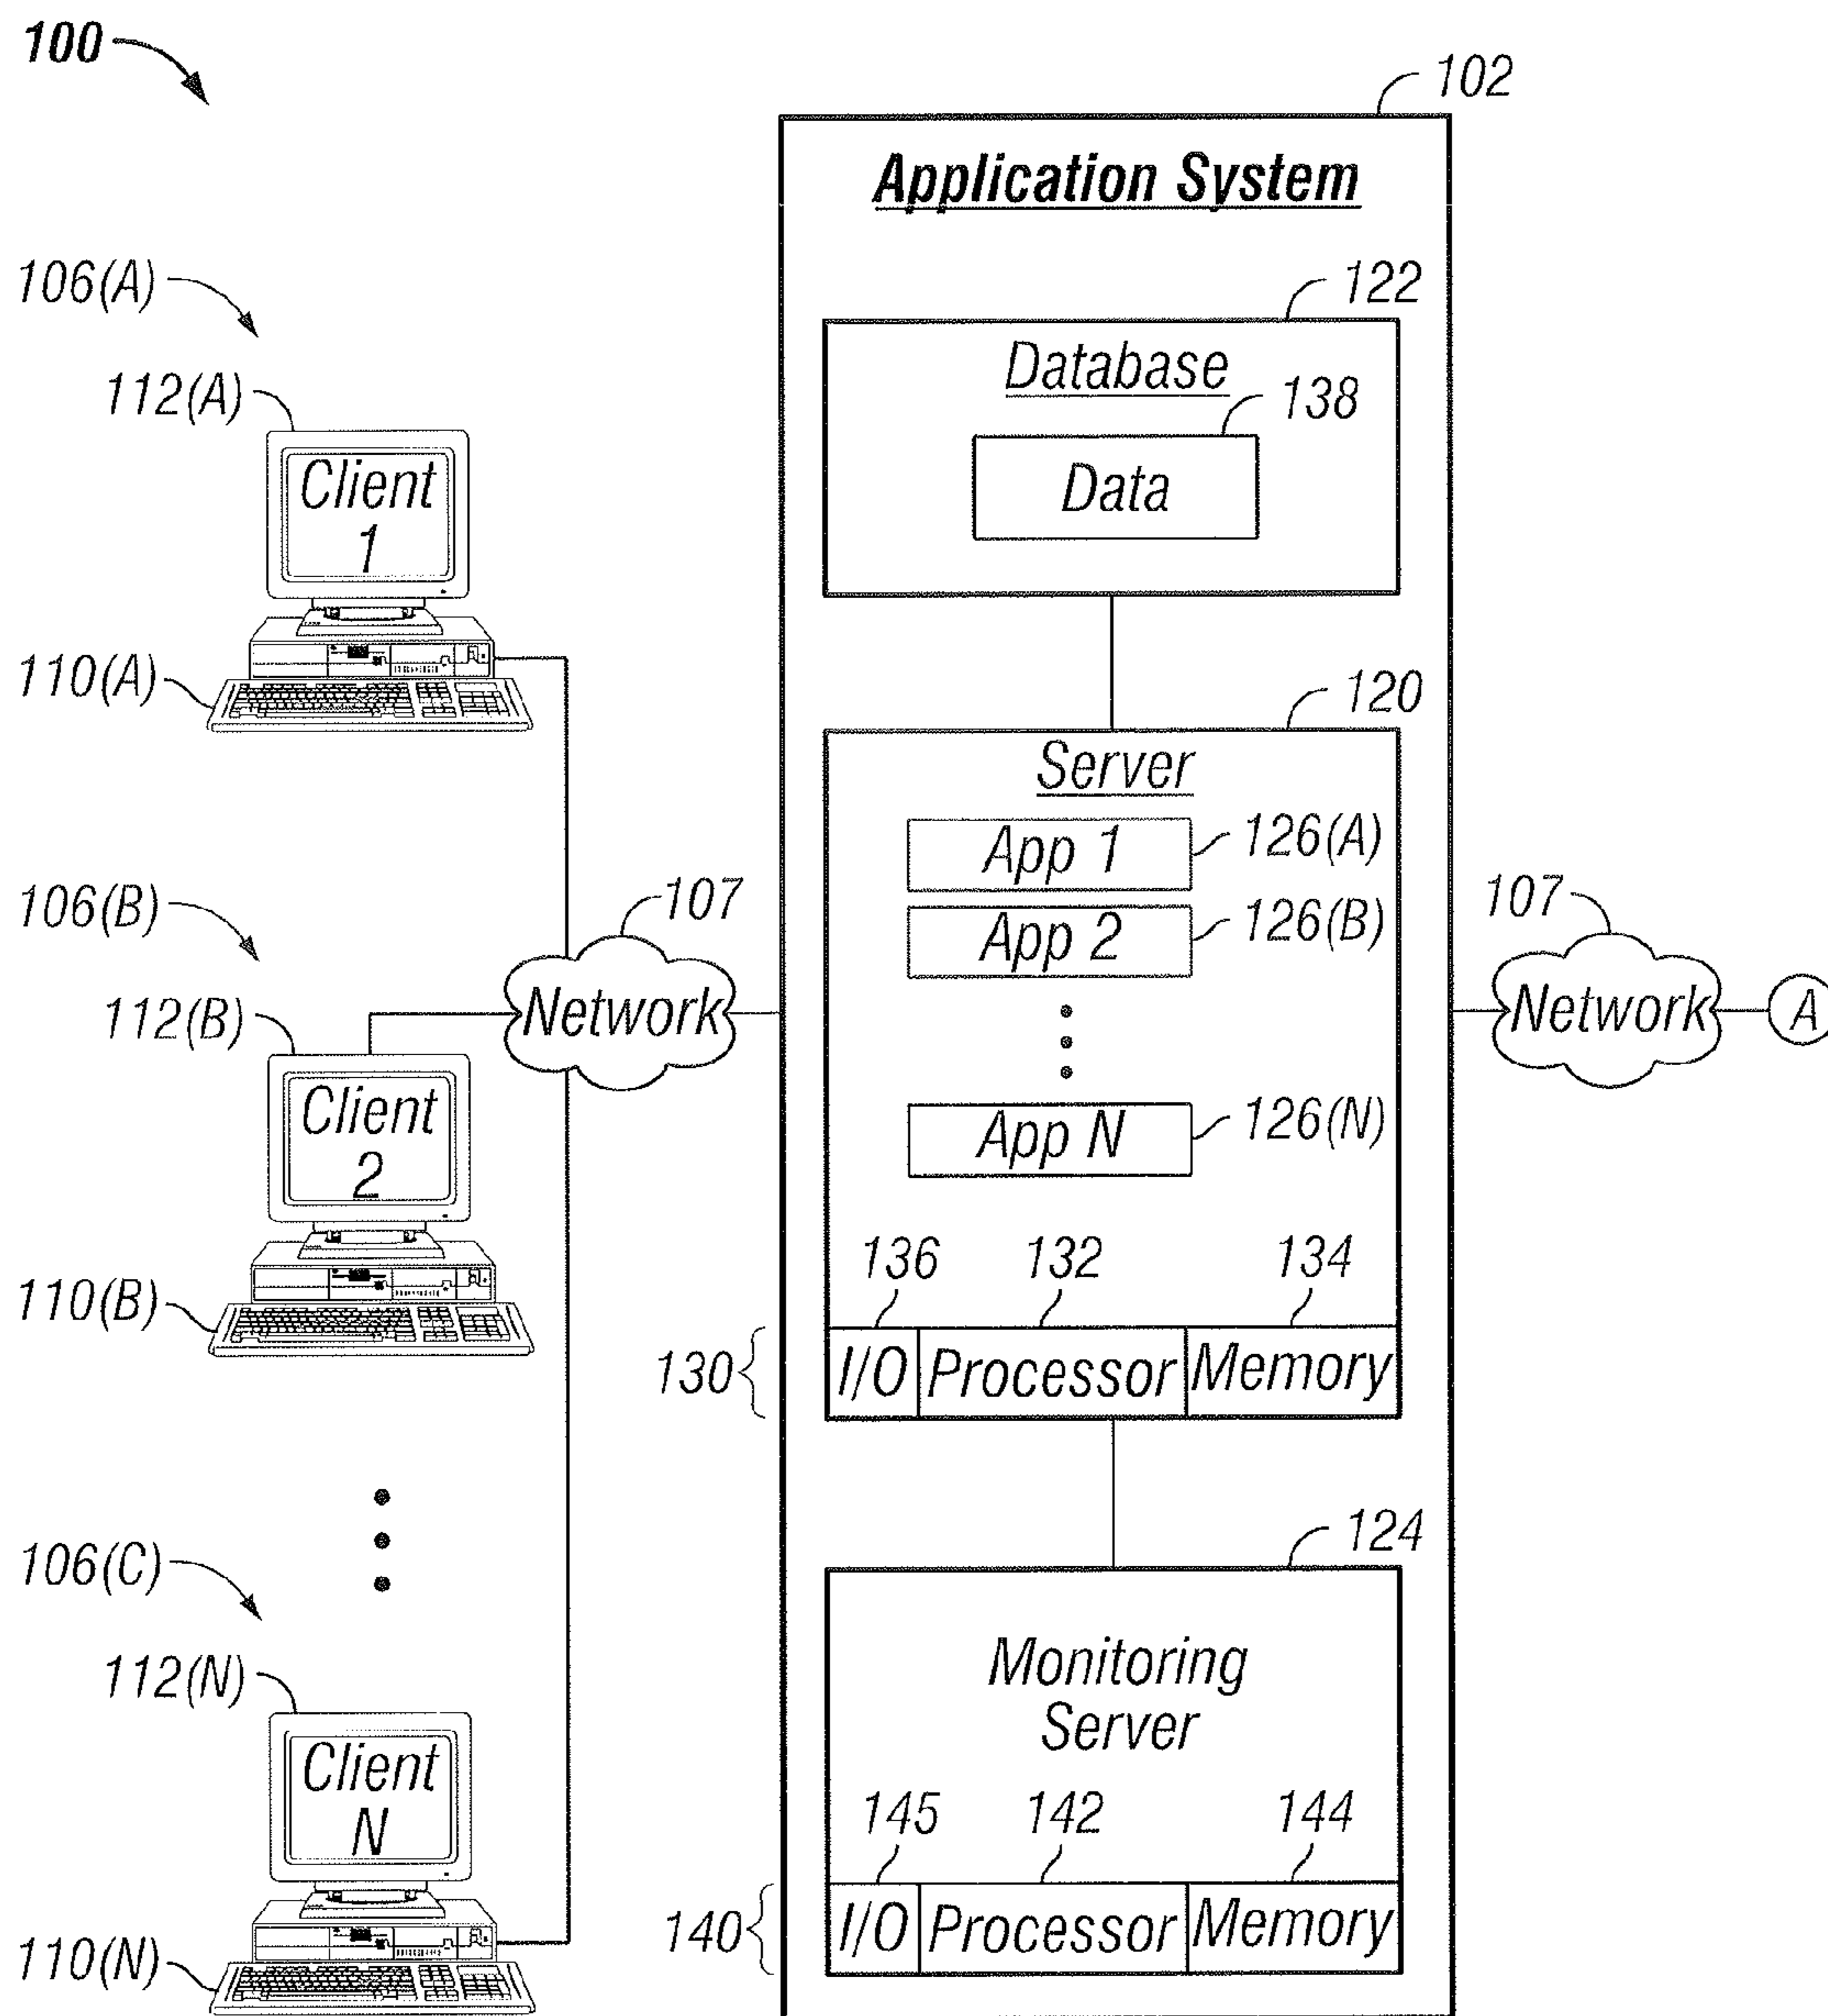 100
102
Application System
106(A)
122
Database
112(A)
138
Client
1
Data
110(A)
120
Server
App 1
126(A)
106(B)
107
App 2
126(B)
107
112(B)
Network
Network
A
Client
2
App N
126(N)
136
132
134
110(B)
130
I/O
Processor
Memory
124
106(C)
Monitoring
Server
112(N)
Client
N
145
142
144
140
I/O
Processor
Memory
110(N)